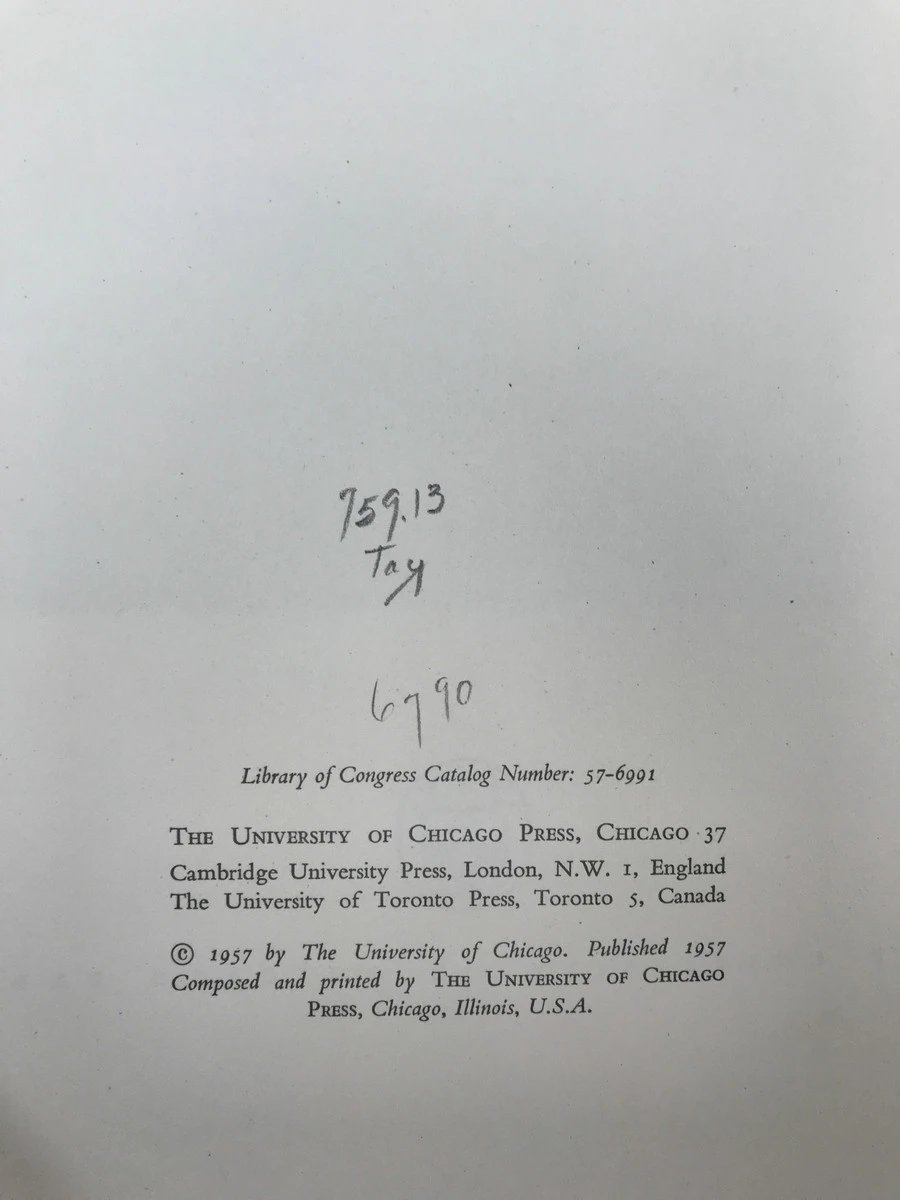 759.13
Tay
6790
Library of Congress Catalog Number: 57-6991
THE UNIVERSITY OF CHICAGO PRESS, CHICAGO 37
Cambridge University Press, London, N.W. 1, England
The University of Toronto Press, Toronto 5, Canada
© 1957 by The University of Chicago. Published 1957
Composed and printed by THE UNIVERSITY OF CHICAGO
PRESS, Chicago, Illinois, U.S.A.